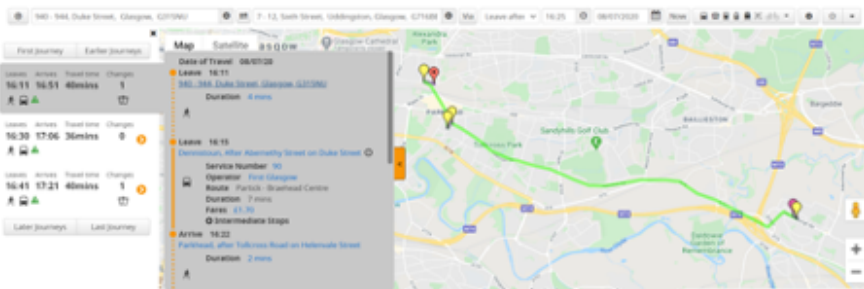 940 - 944, Duke Street, Glasgow, G315NU
7 - 12, Sixth Street, Uddingston, Glasgow, G71
Via
Leave after
16:25
08/07/2020
Now
First Journey
Earlier Journeys
Leaves Arrives Travel time Changes
16:11 16:51 40mins 1
Leaves Arrives Travel time Changes
16:30 17:06 36mins 0
Leaves Arrives Travel time Changes
16:41 17:21 40mins 1
Later Journeys
Last Journey
Map
Satellite
Date of Travel 08/07/20
Leave 16:11
940 - 944, Duke Street, Glasgow, G315NU
Duration 4 mins
Leave 16:15
Dennistoun, After Abernethy Street on Duke Street
Service Number 90
Operator First Glasgow
Route Partick - Braehead Centre
Duration 7 mins
Fares £1.70
Intermediate Stops
Arrive 16:22
Parkhead, after Tollcross Road on Helenvale Street
Duration 2 mins
Glasgow Cathedral
Alexandra
Park
Tollcross Park
Sandyhills Golf Club
BAILLIESTON
Bargeddie
Daldowie
Garden of
Remembrance